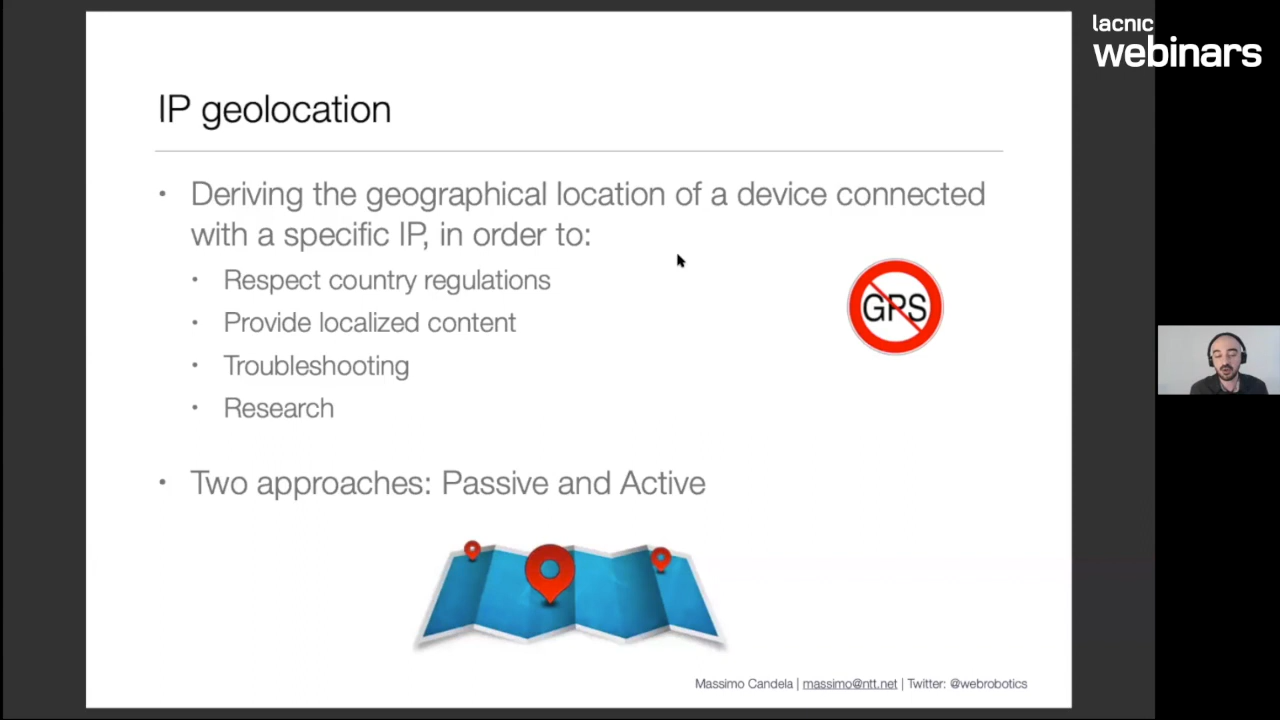 lacnic
webinars
IP geolocation
• Deriving the geographical location of a device connected
with a specific IP, in order to:
• Respect country regulations
GPS
• Provide localized content
• Troubleshooting
• Research
• Two approaches: Passive and Active
Massimo Candela | massimo@ntt.net | Twitter: @webrobotics